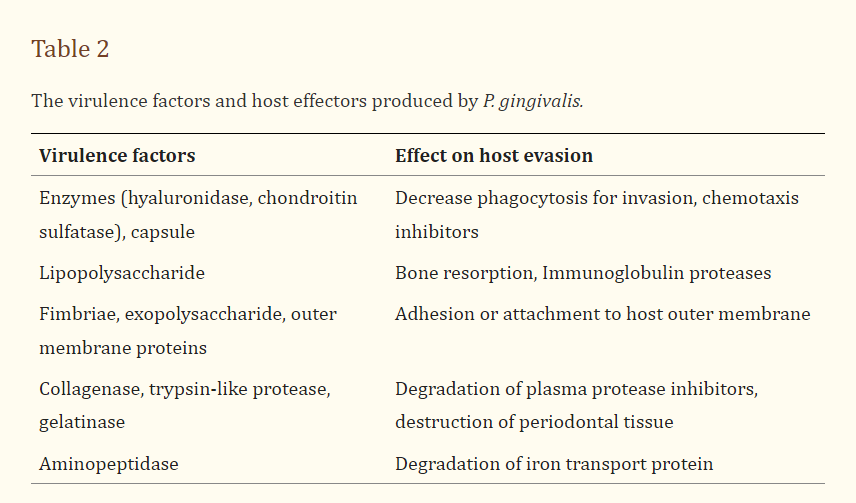 Table 2
The virulence factors and host effectors produced by P. gingivalis.
Virulence factors Effect on host evasion
Enzymes (hyaluronidase, chondroitin Decrease phagocytosis for invasion, chemotaxis
sulfatase), capsule inhibitors
Lipopolysaccharide Bone resorption, Immunoglobulin proteases
Fimbriae, exopolysaccharide, outer Adhesion or attachment to host outer membrane
membrane proteins
Collagenase, trypsin-like protease, Degradation of plasma protease inhibitors,
gelatinase destruction of periodontal tissue
Aminopeptidase Degradation of iron transport protein